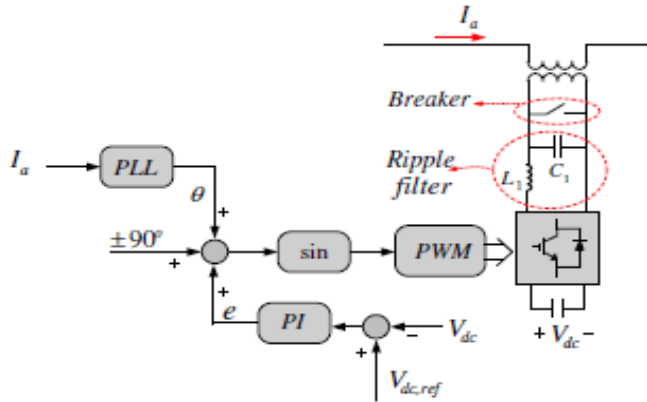 I_a
Breaker
Ripple
filter
L_1
C_1
I_a
PLL
θ
+
±90°
+
sin
PWM
+
e
PI
+
−
V_dc
V_dc,ref
+ V_dc −